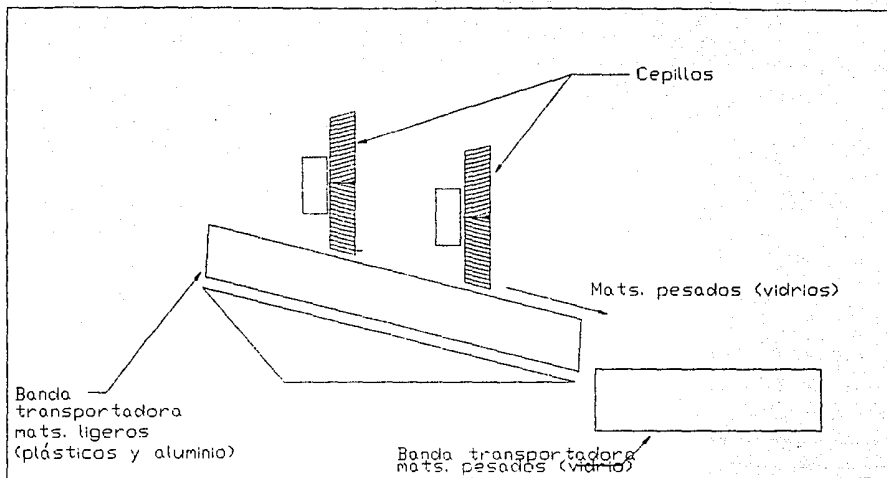 Cepillos
Mats. pesados (vidrios)
Banda
transportadora
mats. ligeros
(plásticos y aluminio)
Banda transportadora
mats. pesados (vidrio)